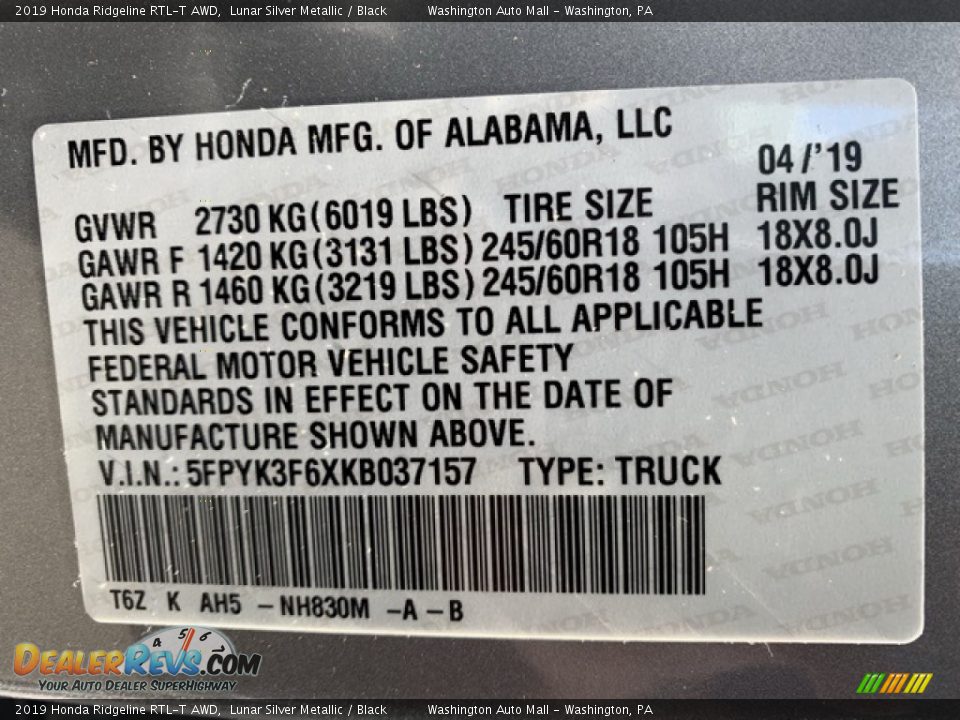 2019 Honda Ridgeline RTL-T AWD,  Lunar Silver Metallic / Black     Washington Auto Mall - Washington, PA
MFD. BY HONDA MFG. OF ALABAMA, LLC
04/'19
GVWR 2730 KG(6019 LBS) TIRE SIZE RIM SIZE
GAWR F 1420 KG(3131 LBS) 245/60R18 105H 18X8.0J
GAWR R 1460 KG(3219 LBS) 245/60R18 105H 18X8.0J
THIS VEHICLE CONFORMS TO ALL APPLICABLE
FEDERAL MOTOR VEHICLE SAFETY
STANDARDS IN EFFECT ON THE DATE OF
MANUFACTURE SHOWN ABOVE.
V.I.N.: 5FPYK3F6XKB037157 TYPE: TRUCK
T6Z K AH5 -NH830M -A -B
4 5 6
DEALERREVS.COM
YOUR AUTO DEALER SUPERHIGHWAY
2019 Honda Ridgeline RTL-T AWD,  Lunar Silver Metallic / Black     Washington Auto Mall - Washington, PA